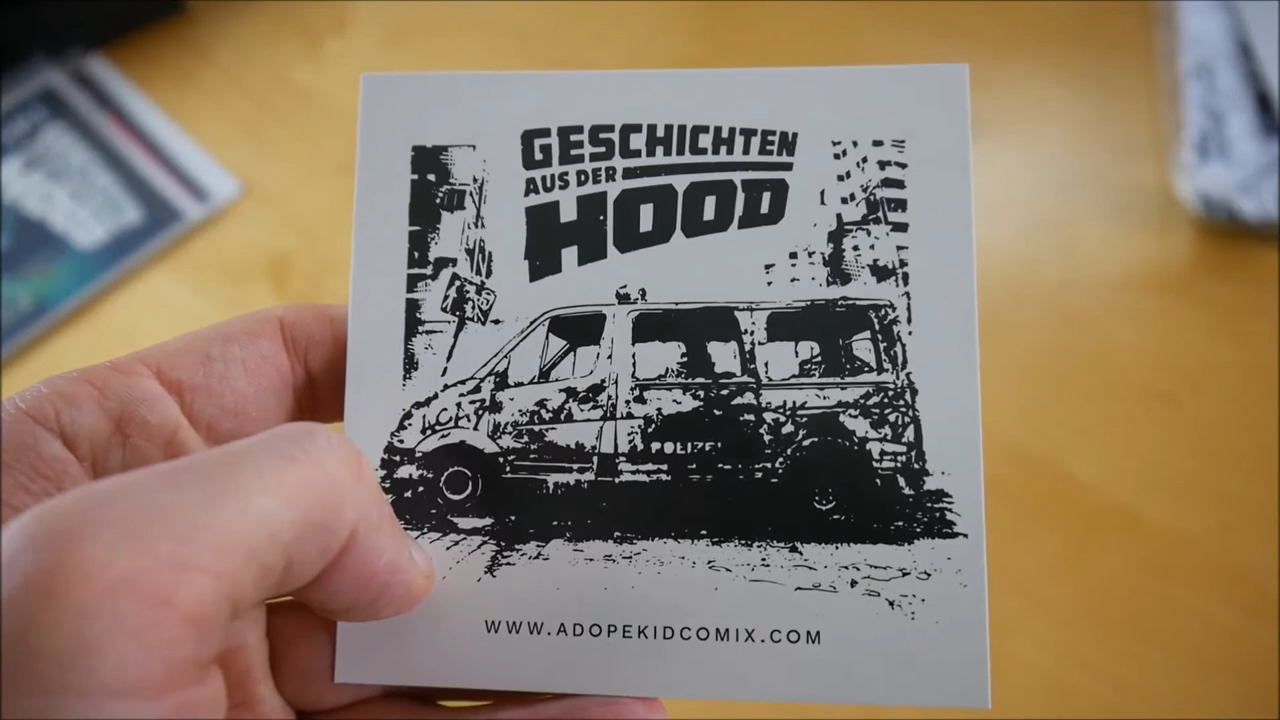 GESCHICHTEN
AUS DER
HOOD
POLIZEI
WWW.ADOPEKIDCOMIX.COM